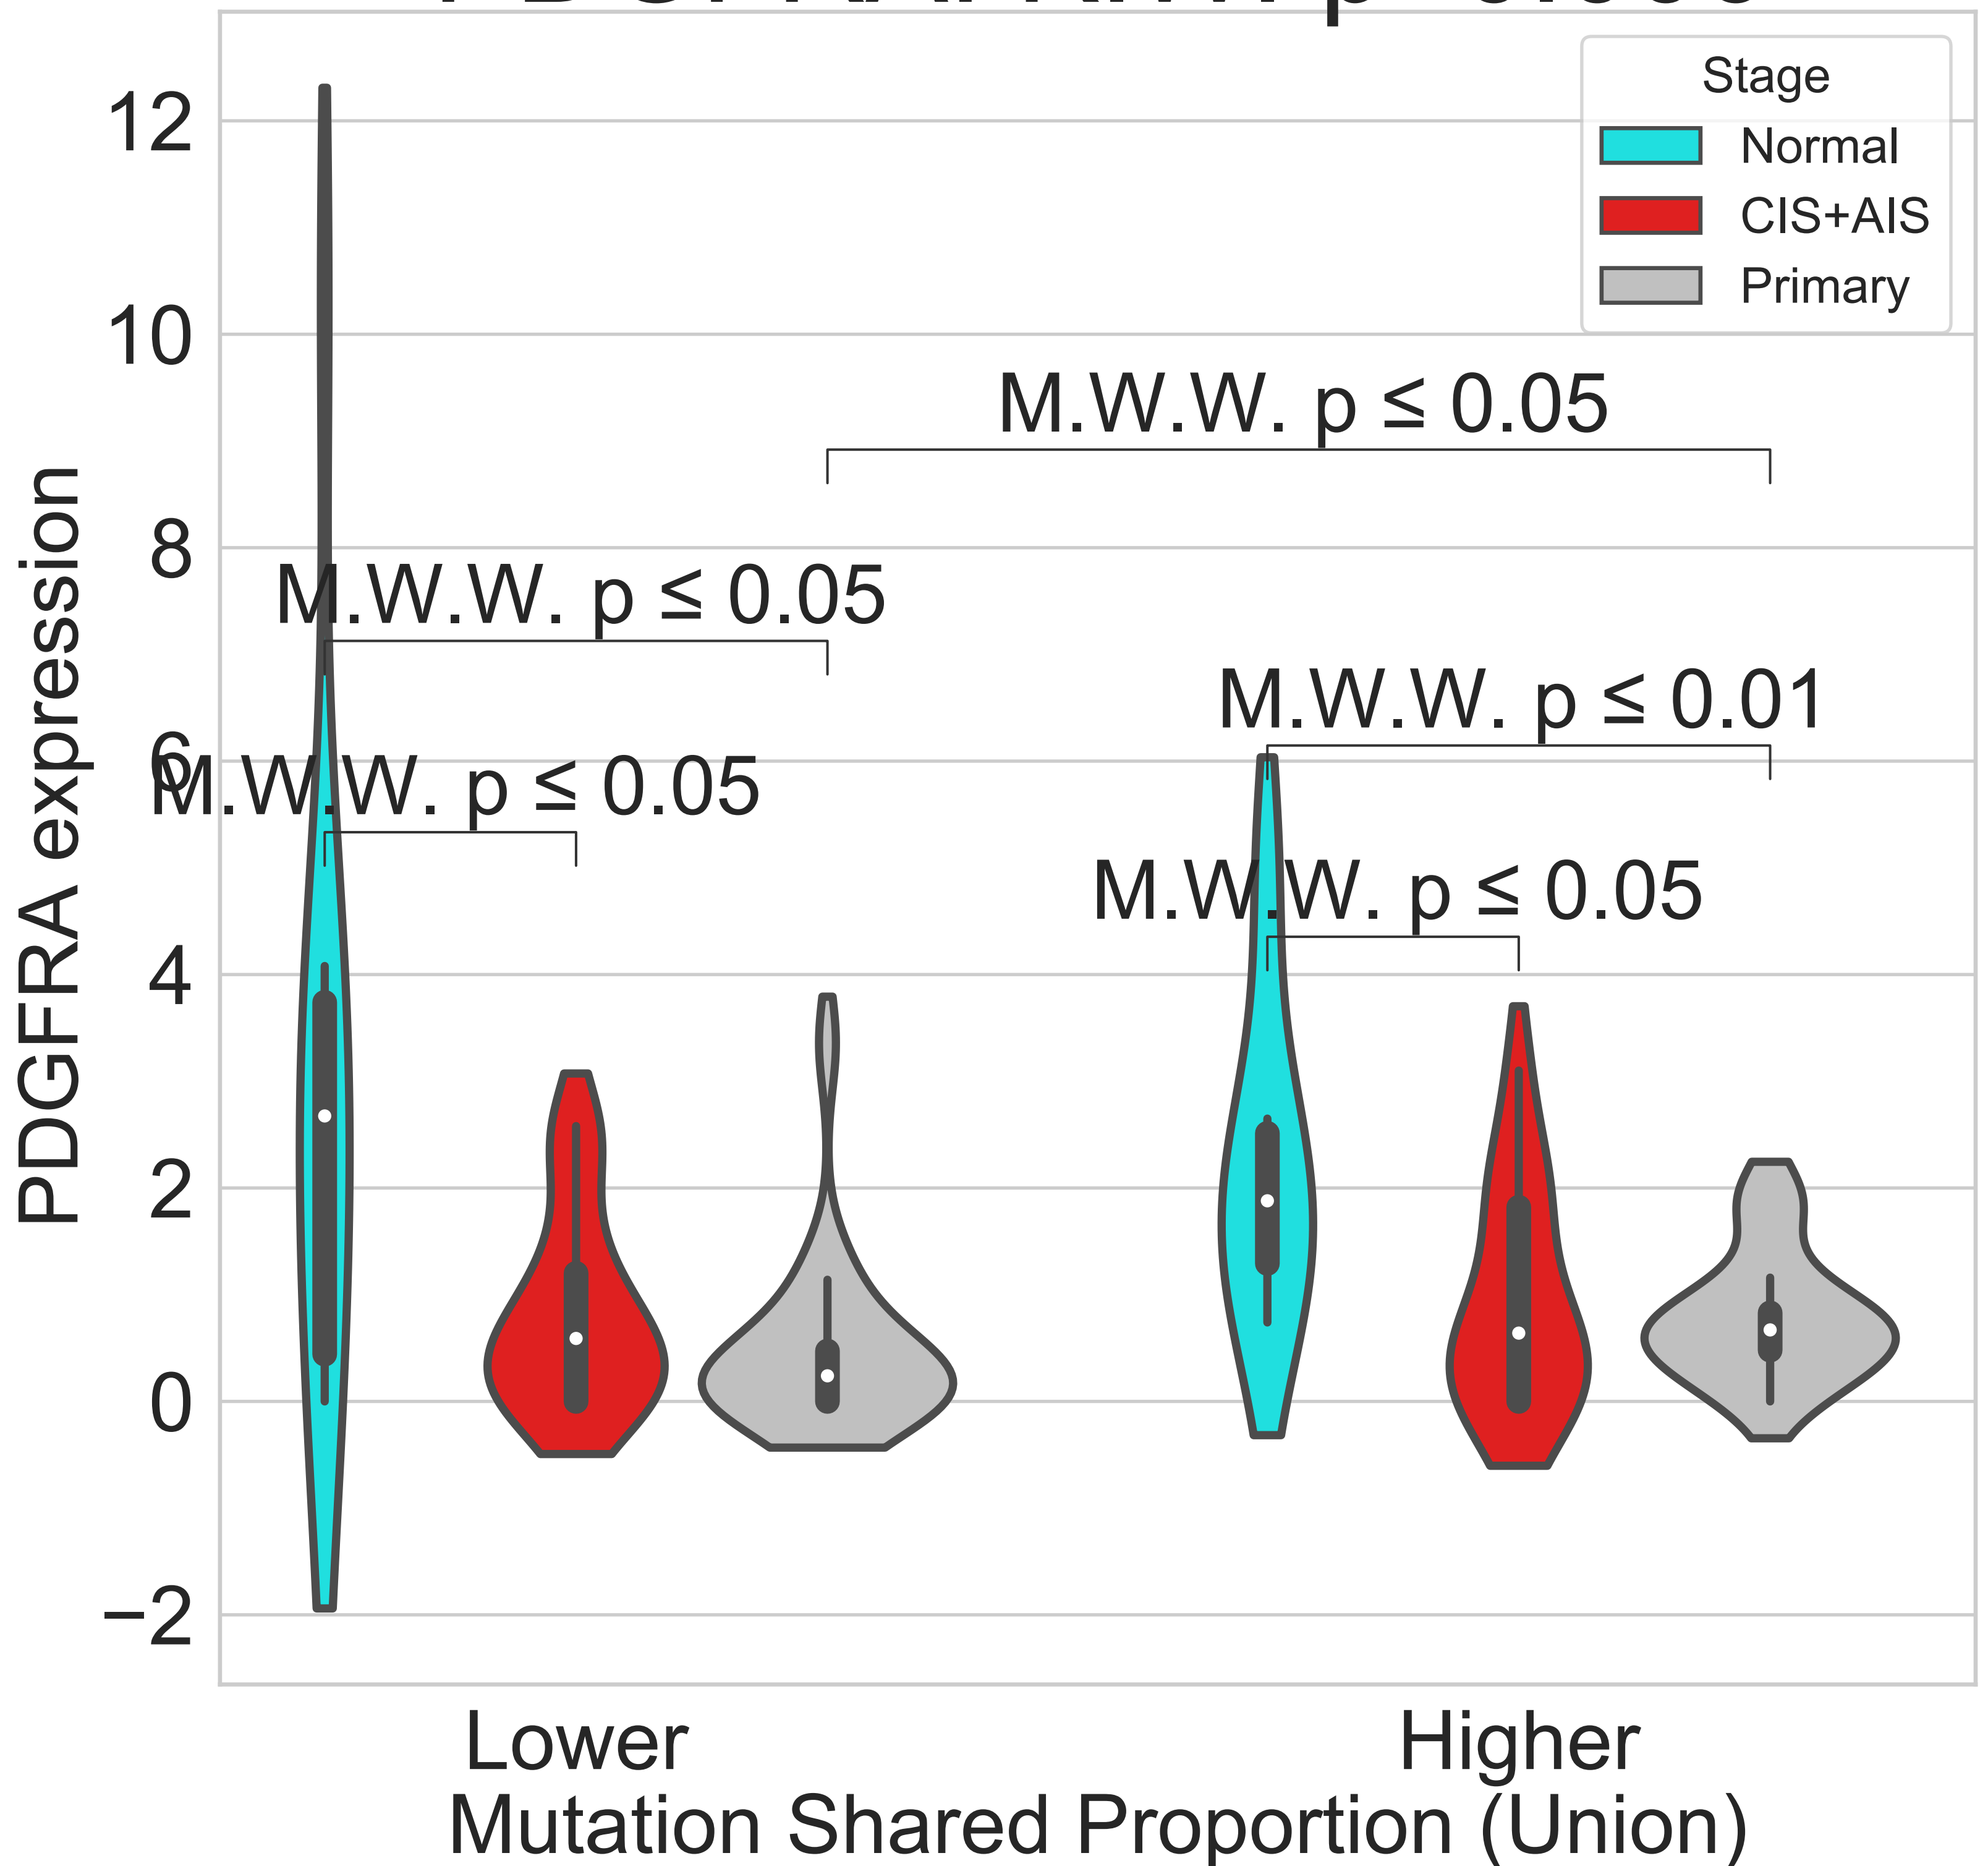 Stage
Normal
CIS+AIS
Primary
12
10
8
6
4
2
0
−2
PDGFRA expression
M.W.W. p ≤ 0.05
M.W.W. p ≤ 0.05
M.W.W. p ≤ 0.01
M.W.W. p ≤ 0.05
M.W.W. p ≤ 0.05
Lower
Higher
Mutation Shared Proportion (Union)